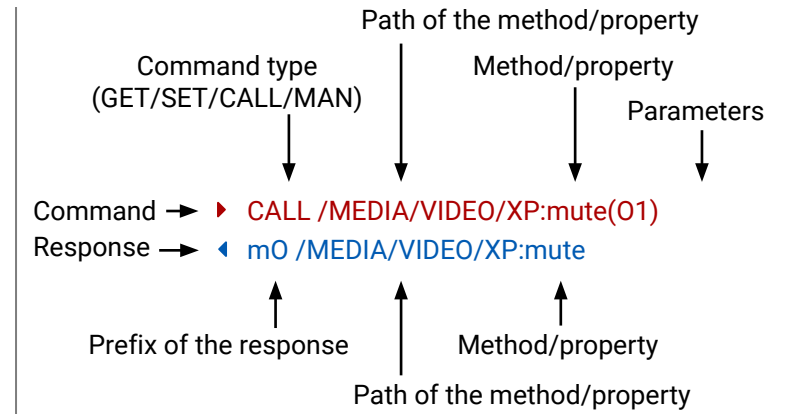 Path of the method/property
Command type
(GET/SET/CALL/MAN)
Method/property
Parameters
Command
CALL /MEDIA/VIDEO/XP:mute(O1)
Response
mO /MEDIA/VIDEO/XP:mute
Prefix of the response
Method/property
Path of the method/property